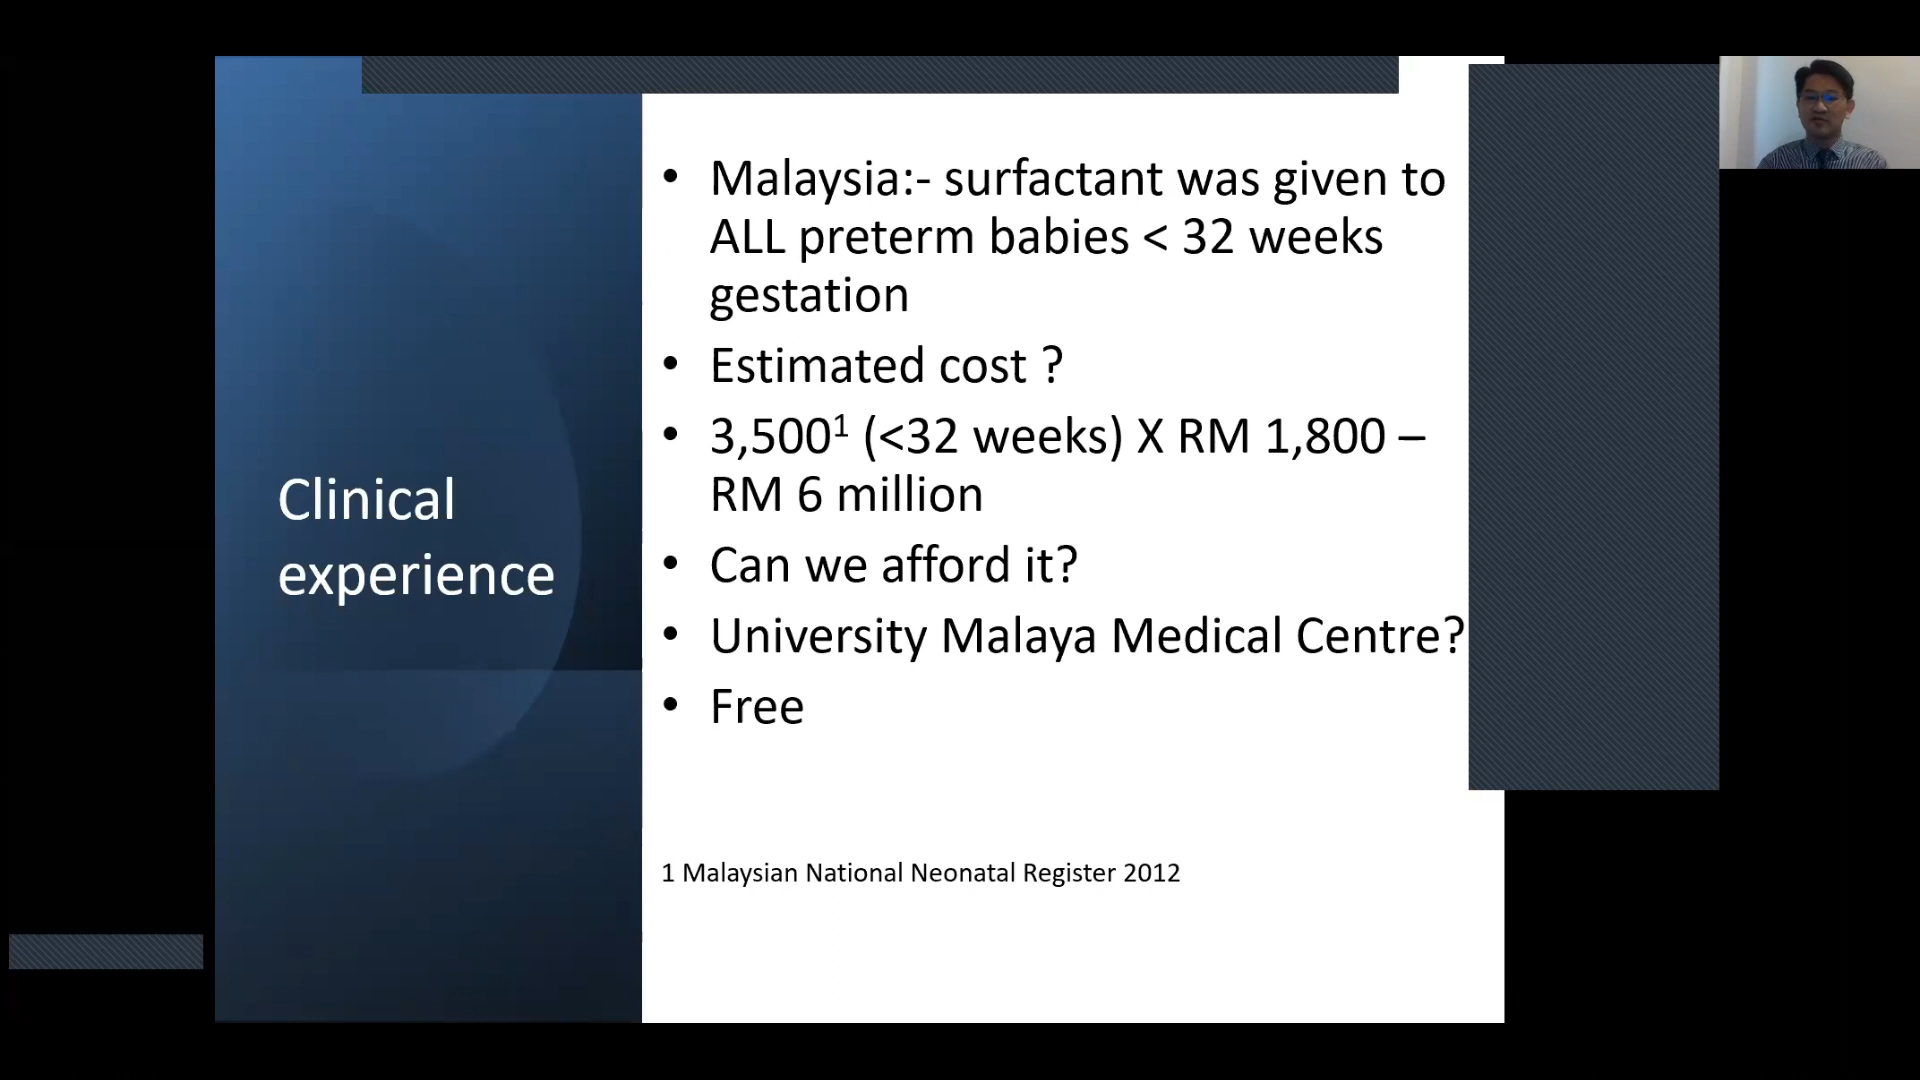 Clinical
experience
• Malaysia:- surfactant was given to
ALL preterm babies < 32 weeks
gestation
• Estimated cost ?
• 3,500¹ (<32 weeks) X RM 1,800 –
RM 6 million
• Can we afford it?
• University Malaya Medical Centre?
• Free
1 Malaysian National Neonatal Register 2012